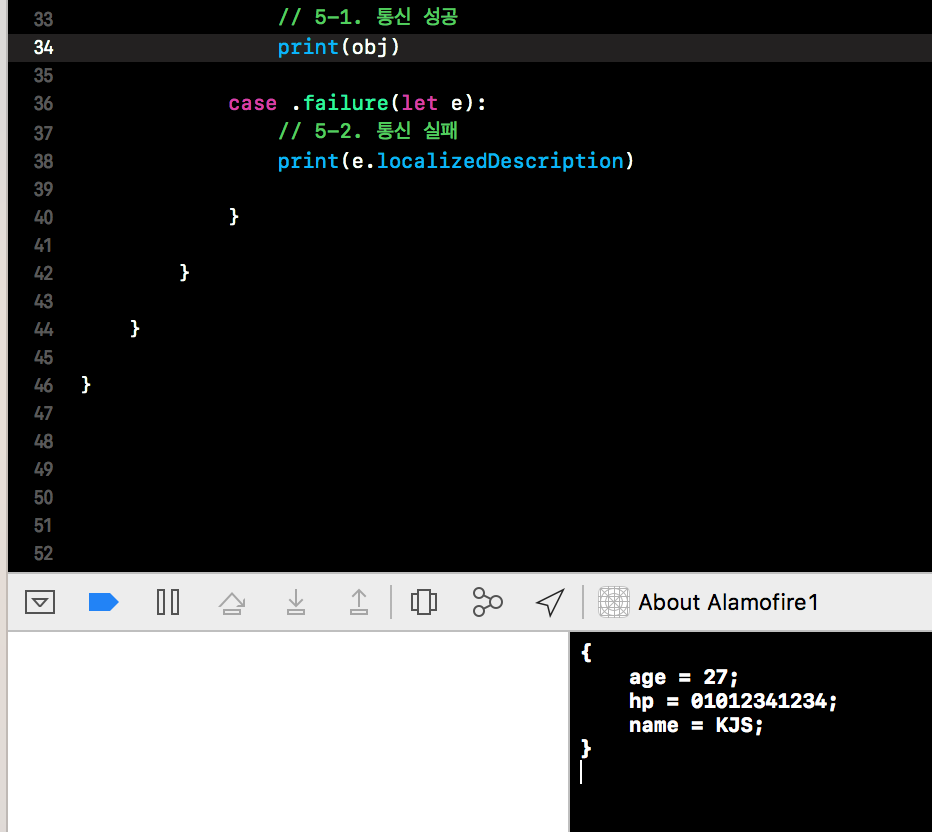 33 // 5-1. 통신 성공
34 print(obj)
35
36 case .failure(let e):
37 // 5-2. 통신 실패
38 print(e.localizedDescription)
39
40 }
41
42 }
43
44 }
45
46 }
47
48
49
50
51
52
About Alamofire1
{
age = 27;
hp = 01012341234;
name = KJS;
}